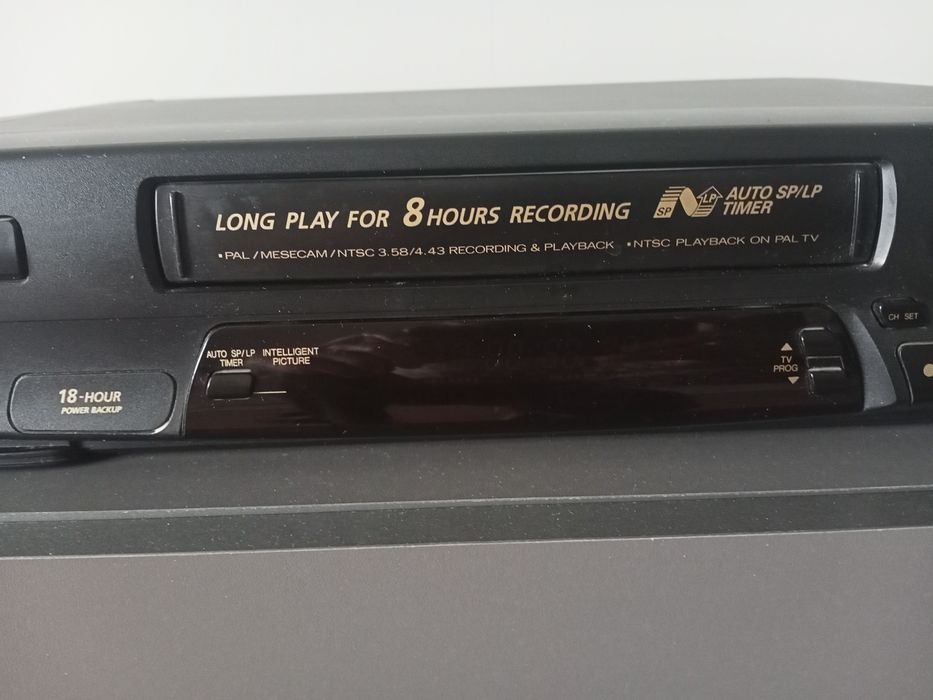 LONG PLAY FOR 8 HOURS RECORDING
SP LP AUTO SP/LP
TIMER
▪PAL/MESECAM/NTSC 3.58/4.43 RECORDING & PLAYBACK ▪NTSC PLAYBACK ON PAL TV
CH SET
AUTO SP/LP
TIMER
INTELLIGENT
PICTURE
▲
TV
PROG
▼
18-HOUR
POWER BACKUP